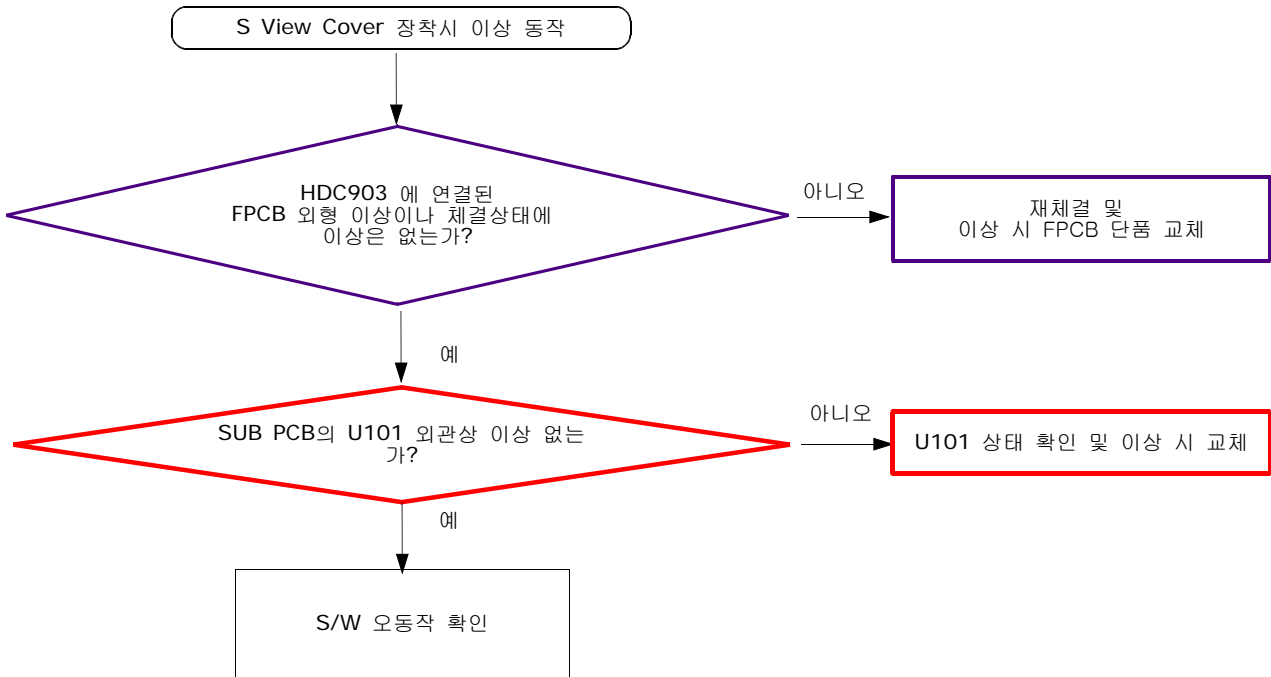 S View Cover 장착시 이상 동작
HDC903 에 연결된
FPCB 외형 이상이나 체결상태에
이상은 없는가?
아니오
재체결 및
이상 시 FPCB 단품 교체
예
SUB PCB의 U101 외관상 이상 없는
가?
아니오
U101 상태 확인 및 이상 시 교체
예
S/W 오동작 확인